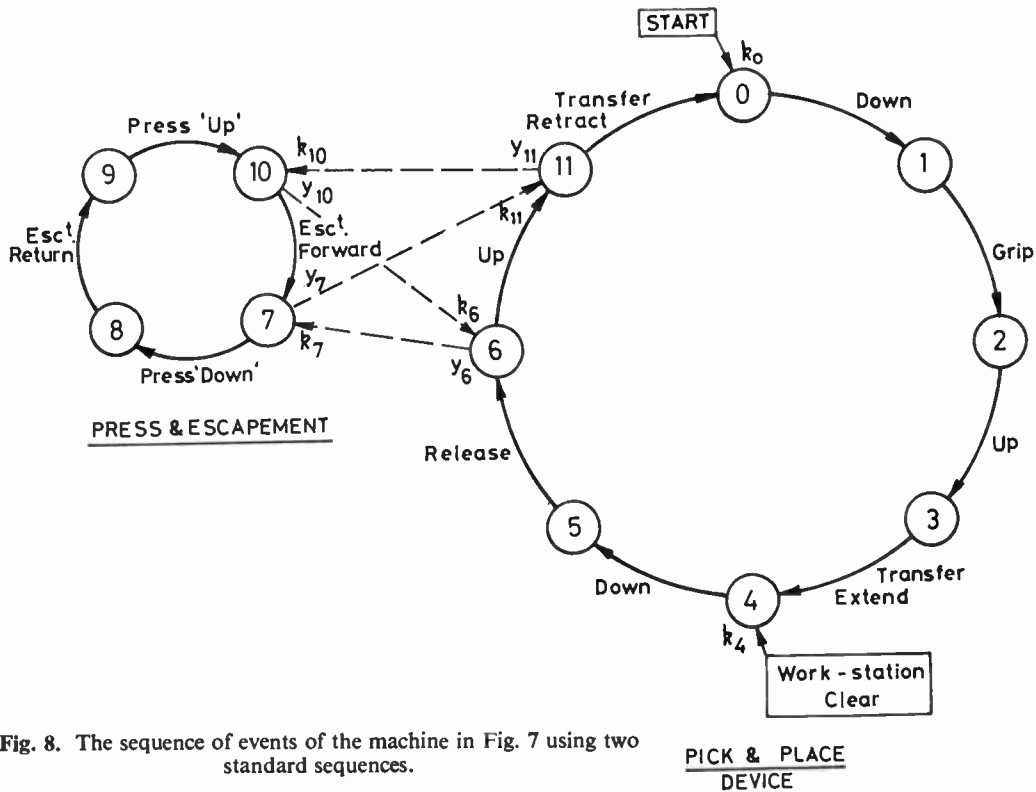 START
k₀
0
Transfer
Retract
Down
Press 'Up'
k₁₀
y₁₁
9
10
11
1
y₁₀
k₁₁
Escᵗ.
Return
Escᵗ.
Forward
Up
Grip
y₇
k₆
8
7
6
2
k₇
y₆
Press 'Down'
PRESS & ESCAPEMENT
Release
Up
5
3
Down
Transfer
Extend
4
k₄
Work-station
Clear
Fig. 8. The sequence of events of the machine in Fig. 7 using two
standard sequences.
PICK & PLACE
DEVICE